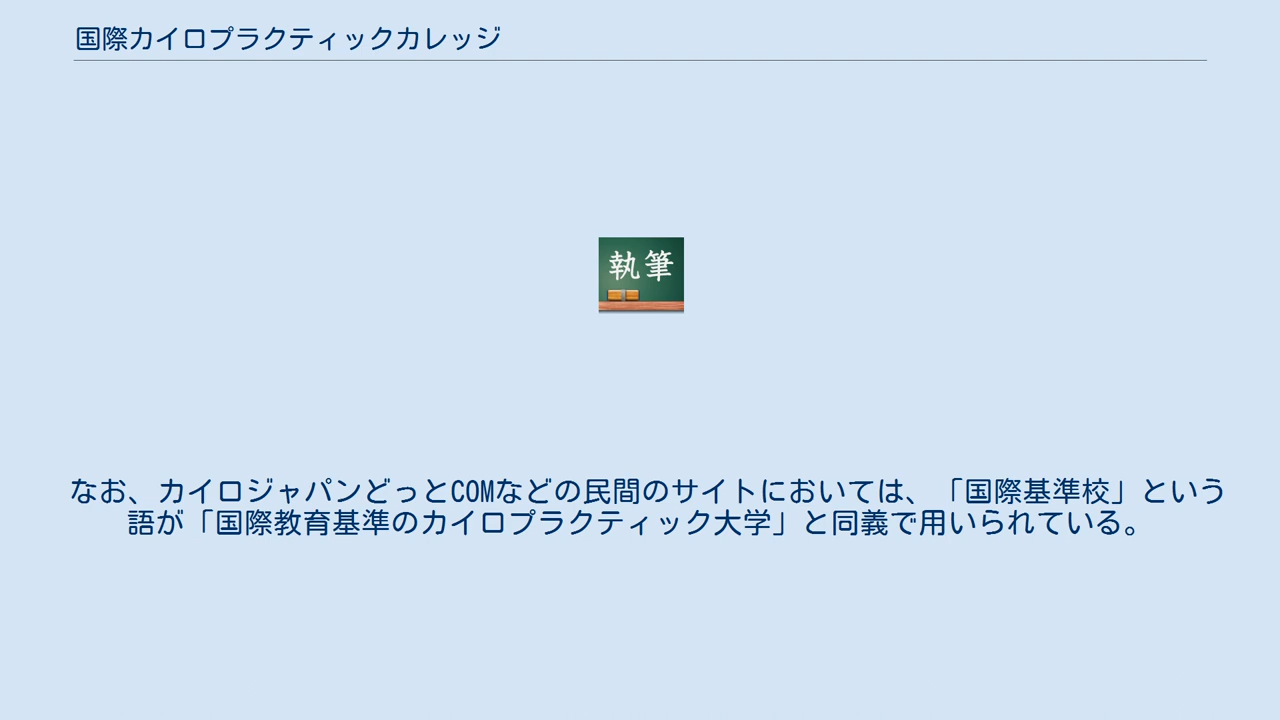 国際カイロプラクティックカレッジ
執筆
なお、カイロジャパンどっとCOMなどの民間のサイトにおいては、「国際基準校」という
語が「国際教育基準のカイロプラクティック大学」と同義で用いられている。